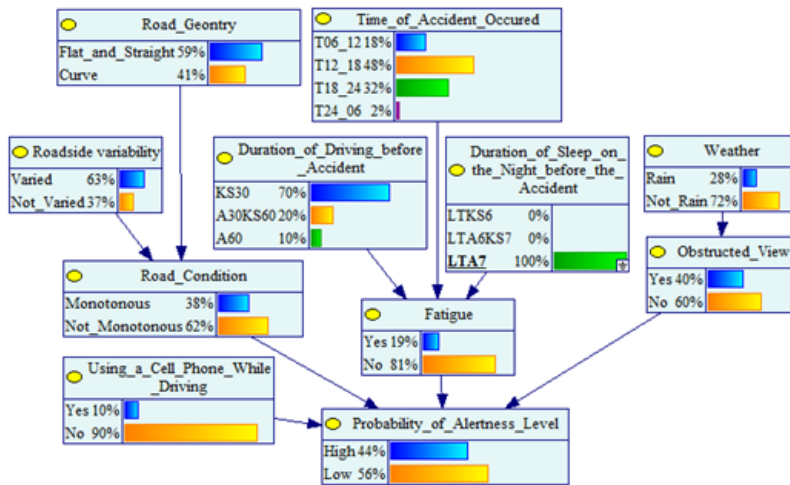 Road_Geontry
Flat_and_Straight 59%
Curve 41%
Time_of_Accident_Occured
T06_12 18%
T12_18 48%
T18_24 32%
T24_06 2%
Roadside variability
Varied 63%
Not_Varied 37%
Duration_of_Driving_before
_Accident
KS30 70%
A30KS60 20%
A60 10%
Duration_of_Sleep_on_
the_Night_before_the_
Accident
LTKS6 0%
LTA6KS7 0%
LTA7 100%
Weather
Rain 28%
Not_Rain 72%
Road_Condition
Monotonous 38%
Not_Monotonous 62%
Obstructed_View
Yes 40%
No 60%
Fatigue
Yes 19%
No 81%
Using_a_Cell_Phone_While
_Driving
Yes 10%
No 90%
Probability_of_Alertness_Level
High 44%
Low 56%